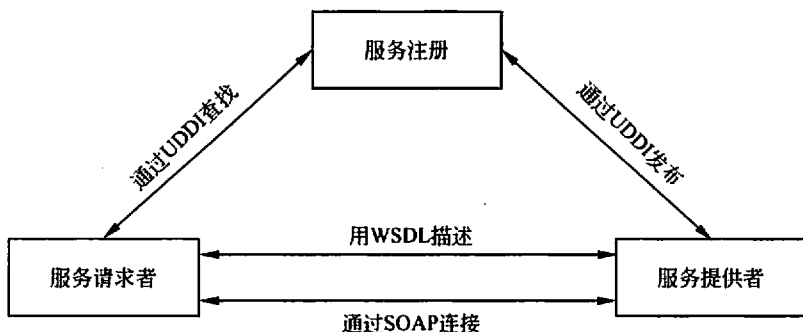 服务注册
通过UDDI查找
通过UDDI发布
用WSDL描述
服务请求者
服务提供者
通过SOAP连接